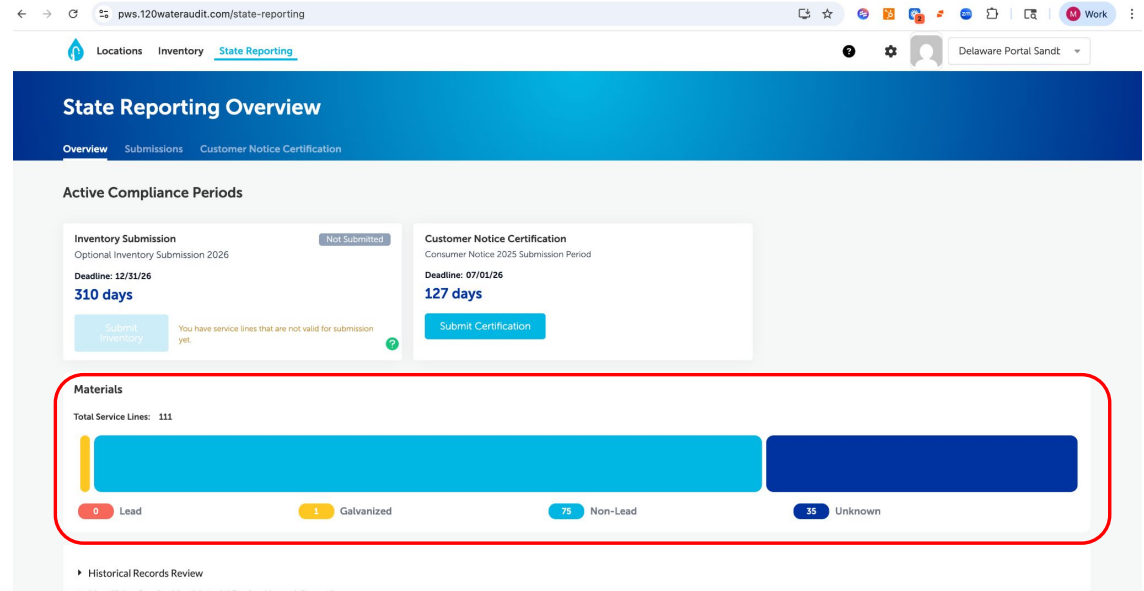 pws.120wateraudit.com/state-reporting
2
zm
M Work
Locations Inventory State Reporting
?
Delaware Portal Sandb
State Reporting Overview
Overview Submissions Customer Notice Certification
Active Compliance Periods
Inventory Submission
Not Submitted
Optional Inventory Submission 2026
Deadline: 12/31/26
310 days
Submit
Inventory
You have service lines that are not valid for submission
yet.
?
Customer Notice Certification
Consumer Notice 2025 Submission Period
Deadline: 07/01/26
127 days
Submit Certification
Materials
Total Service Lines: 111
0 Lead
1 Galvanized
75 Non-Lead
35 Unknown
Historical Records Review